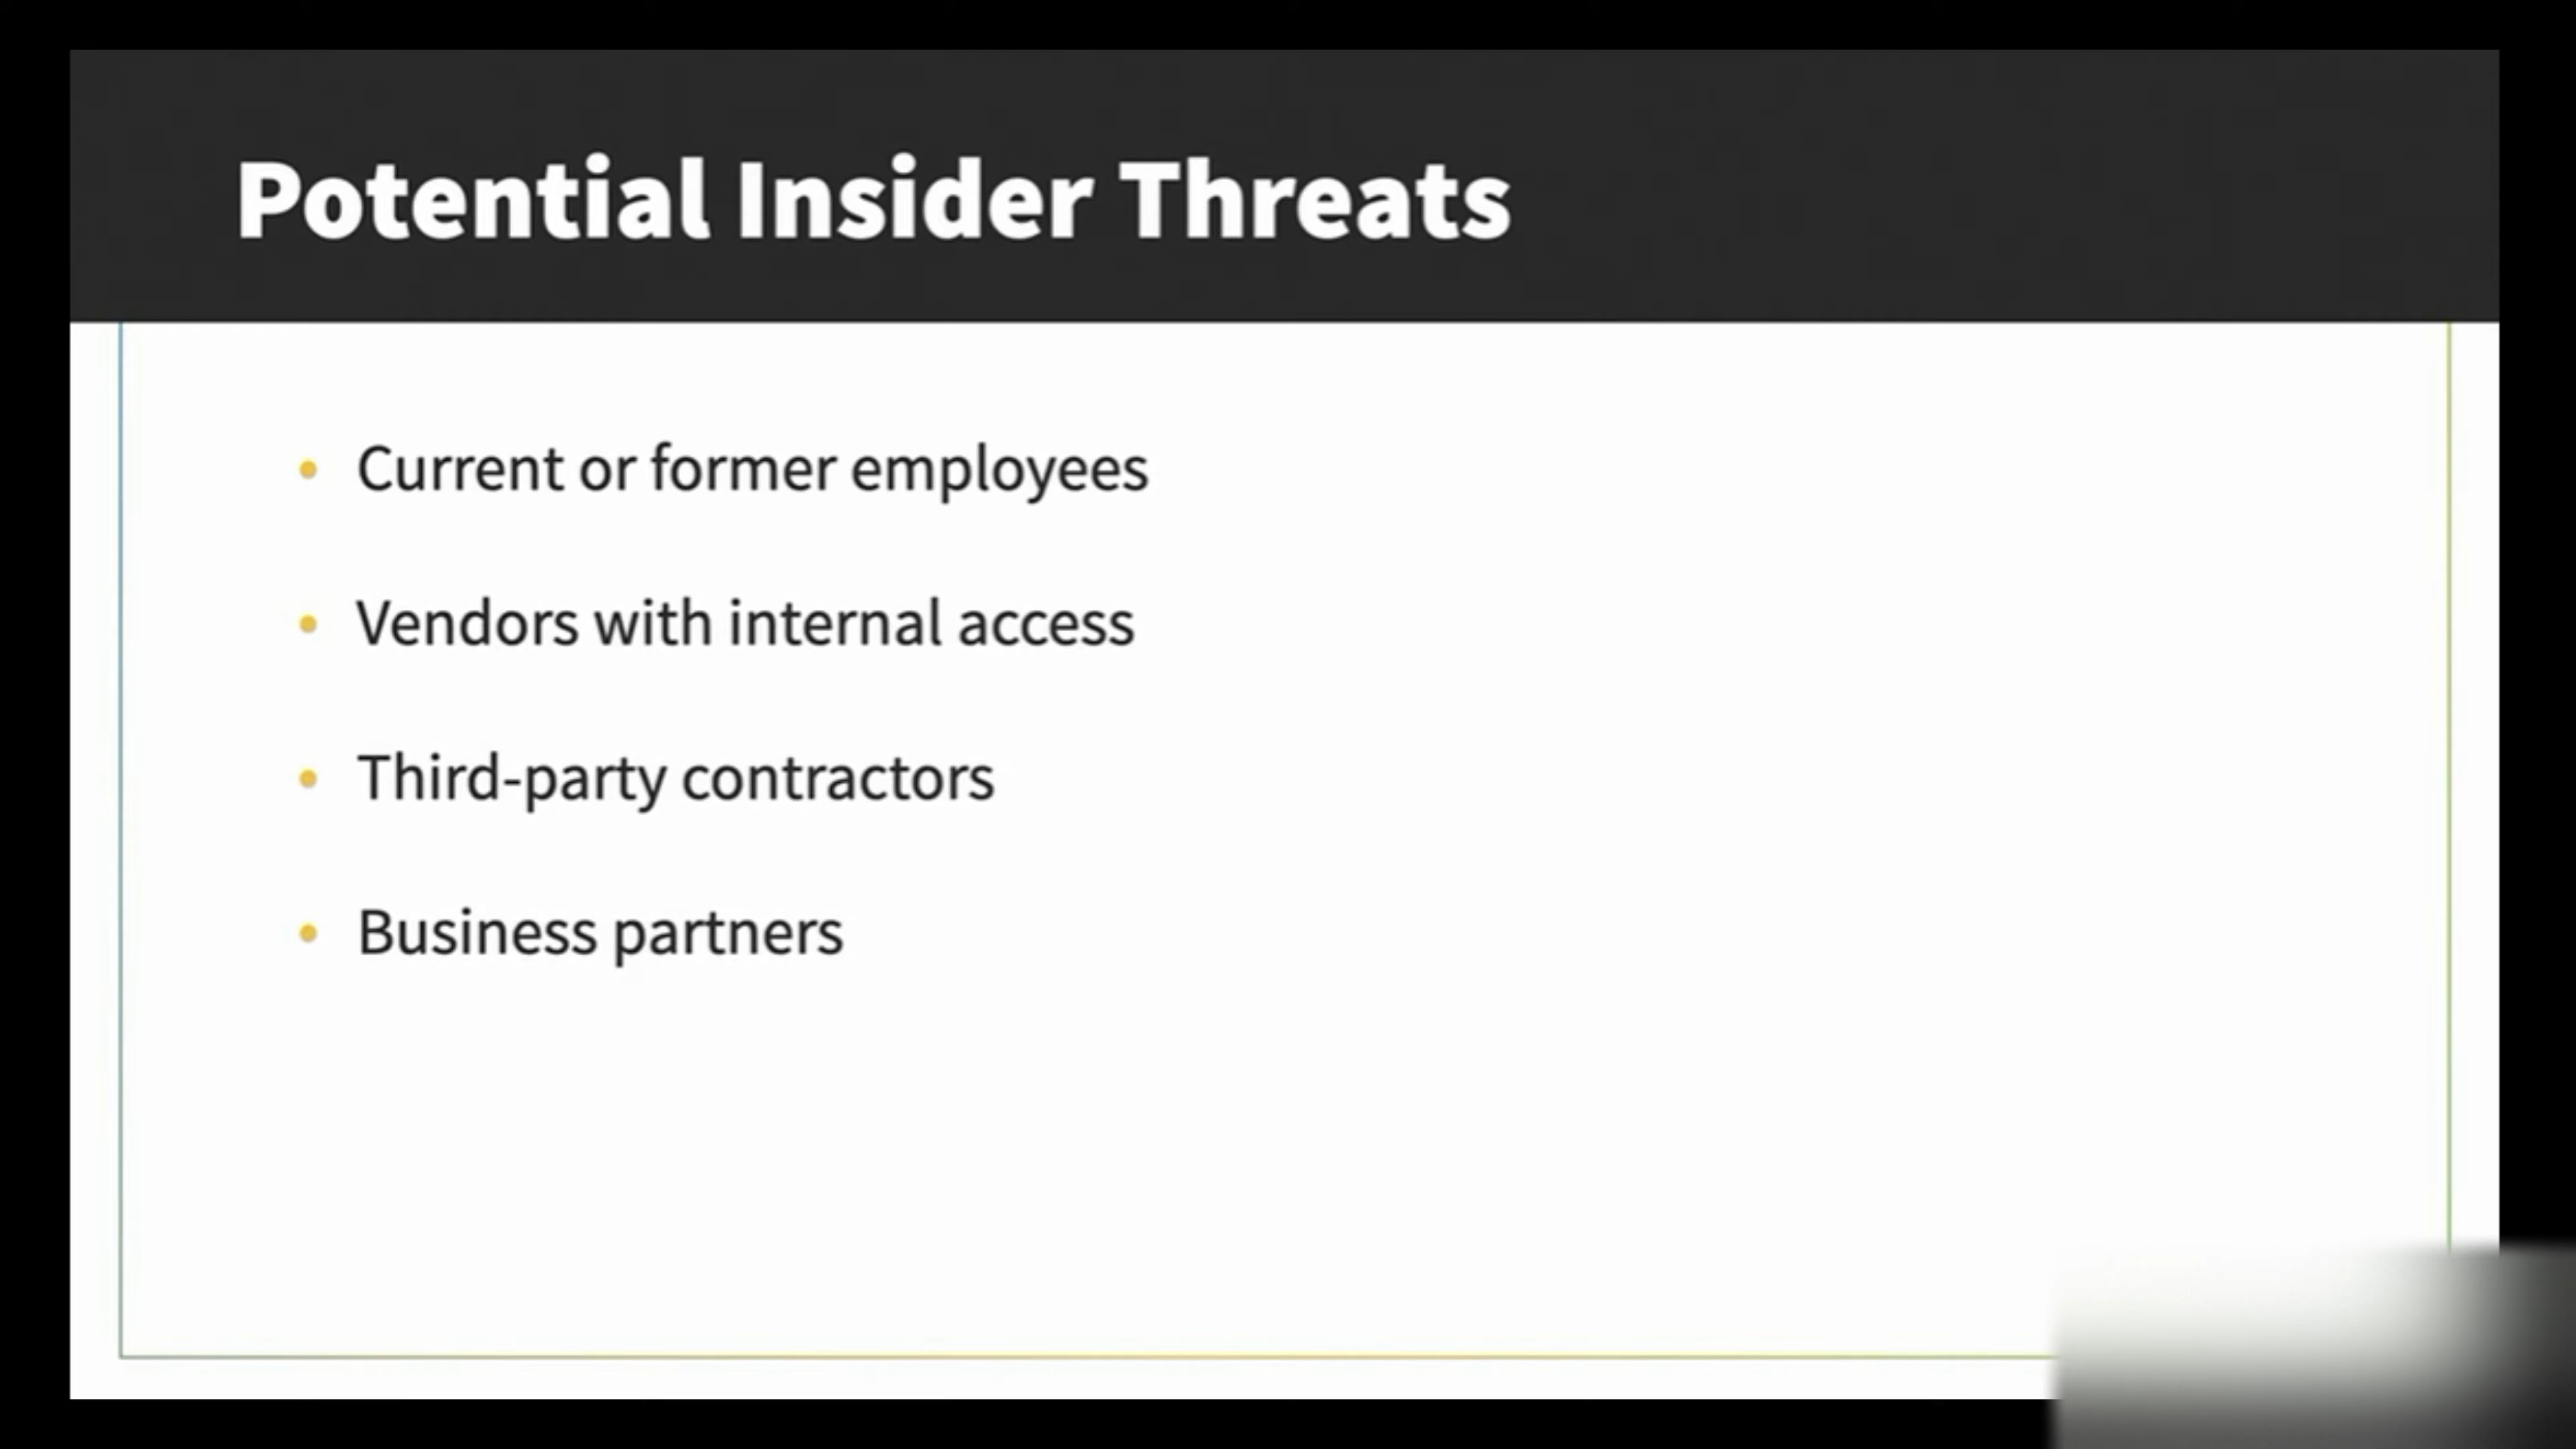 Potential Insider Threats
• Current or former employees
• Vendors with internal access
• Third-party contractors
• Business partners